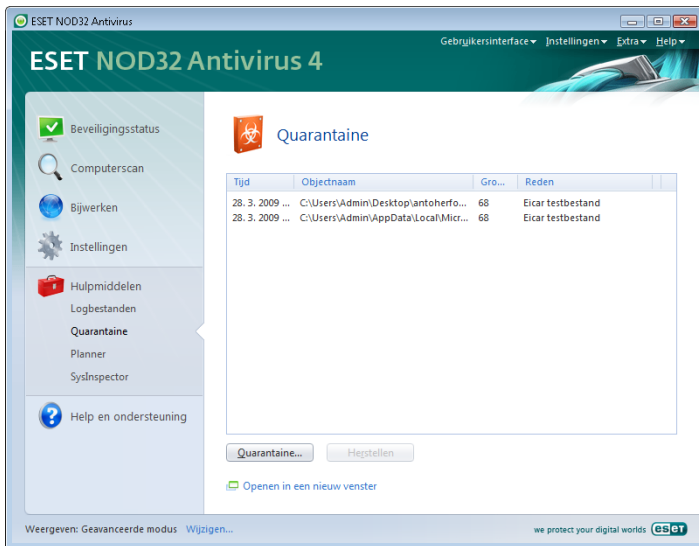 ESET NOD32 Antivirus
Gebruikersinterface Instellingen Extra Help
ESET NOD32 Antivirus 4
Beveiligingsstatus
Computerscan
Bijwerken
Instellingen
Hulpmiddelen
Logbestanden
Quarantaine
Planner
SysInspector
Help en ondersteuning
Quarantaine
Tijd Objectnaam Gro... Reden
28. 3. 2009 ... C:\Users\Admin\Desktop\antoherfo... 68 Eicar testbestand
28. 3. 2009 ... C:\Users\Admin\AppData\Local\Micr... 68 Eicar testbestand
Quarantaine... Herstellen
Openen in een nieuw venster
Weergeven: Geavanceerde modus Wijzigen...
we protect your digital worlds eseT